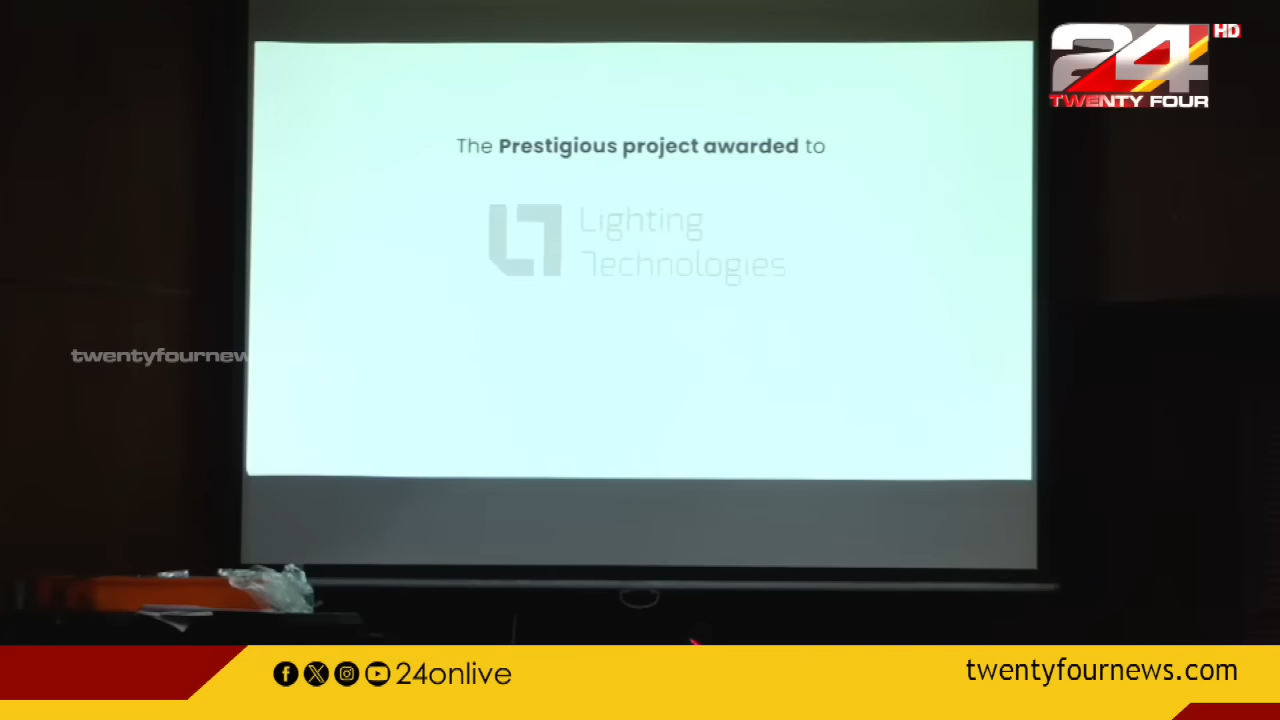 24 HD
TWENTY FOUR
The Prestigious project awarded to
Lighting
Technologies
twentyfournew
24onlive
twentyfournews.com